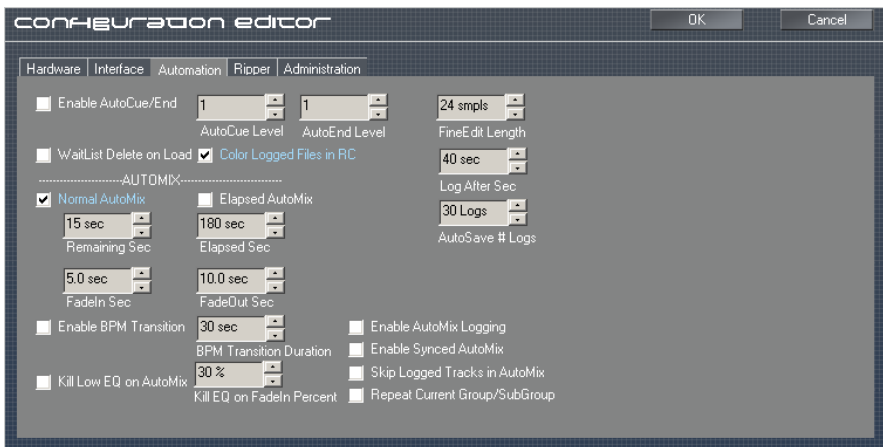 configuration editor
OK Cancel
Hardware Interface Automation Ripper Administration
Enable AutoCue/End 1 1 24 smpls
AutoCue Level AutoEnd Level FineEdit Length
WaitList Delete on Load Color Logged Files in RC 40 sec
Log After Sec
----------------------AUTOMIX---------------------------
Normal AutoMix Elapsed AutoMix 30 Logs
15 sec 180 sec AutoSave # Logs
Remaining Sec Elapsed Sec
5.0 sec 10.0 sec
FadeIn Sec FadeOut Sec
Enable BPM Transition 30 sec Enable AutoMix Logging
BPM Transition Duration Enable Synced AutoMix
30 % Skip Logged Tracks in AutoMix
Kill Low EQ on AutoMix Kill EQ on FadeIn Percent Repeat Current Group/SubGroup